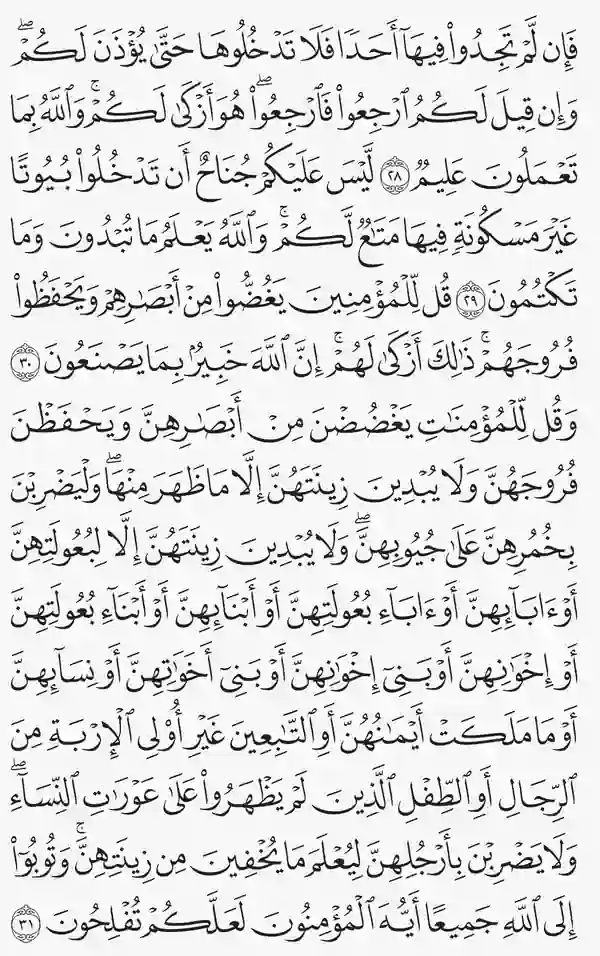 فَإِن لَّمْ تَجِدُوا۟ فِيهَآ أَحَدًا فَلَا تَدْخُلُوهَا حَتَّىٰ يُؤْذَنَ لَكُمْ ۖ
وَإِن قِيلَ لَكُمُ ٱرْجِعُوا۟ فَٱرْجِعُوا۟ ۖ هُوَ أَزْكَىٰ لَكُمْ ۚ وَٱللَّهُ بِمَا
تَعْمَلُونَ عَلِيمٌ ٢٨ لَّيْسَ عَلَيْكُمْ جُنَاحٌ أَن تَدْخُلُوا۟ بُيُوتًا
غَيْرَ مَسْكُونَةٍ فِيهَا مَتَـٰعٌ لَّكُمْ ۚ وَٱللَّهُ يَعْلَمُ مَا تُبْدُونَ وَمَا
تَكْتُمُونَ ٢٩ قُل لِّلْمُؤْمِنِينَ يَغُضُّوا۟ مِنْ أَبْصَـٰرِهِمْ وَيَحْفَظُوا۟
فُرُوجَهُمْ ۚ ذَٰلِكَ أَزْكَىٰ لَهُمْ ۗ إِنَّ ٱللَّهَ خَبِيرٌۢ بِمَا يَصْنَعُونَ ٣٠
وَقُل لِّلْمُؤْمِنَـٰتِ يَغْضُضْنَ مِنْ أَبْصَـٰرِهِنَّ وَيَحْفَظْنَ
فُرُوجَهُنَّ وَلَا يُبْدِينَ زِينَتَهُنَّ إِلَّا مَا ظَهَرَ مِنْهَا ۖ وَلْيَضْرِبْنَ
بِخُمُرِهِنَّ عَلَىٰ جُيُوبِهِنَّ ۖ وَلَا يُبْدِينَ زِينَتَهُنَّ إِلَّا لِبُعُولَتِهِنَّ
أَوْ ءَابَآئِهِنَّ أَوْ ءَابَآءِ بُعُولَتِهِنَّ أَوْ أَبْنَآئِهِنَّ أَوْ أَبْنَآءِ بُعُولَتِهِنَّ
أَوْ إِخْوَٰنِهِنَّ أَوْ بَنِىٓ إِخْوَٰنِهِنَّ أَوْ بَنِىٓ أَخَوَٰتِهِنَّ أَوْ نِسَآئِهِنَّ
أَوْ مَا مَلَكَتْ أَيْمَـٰنُهُنَّ أَوِ ٱلتَّـٰبِعِينَ غَيْرِ أُو۟لِى ٱلْإِرْبَةِ مِنَ
ٱلرِّجَالِ أَوِ ٱلطِّفْلِ ٱلَّذِينَ لَمْ يَظْهَرُوا۟ عَلَىٰ عَوْرَٰتِ ٱلنِّسَآءِ ۖ
وَلَا يَضْرِبْنَ بِأَرْجُلِهِنَّ لِيُعْلَمَ مَا يُخْفِينَ مِن زِينَتِهِنَّ ۚ وَتُوبُوٓا۟
إِلَى ٱللَّهِ جَمِيعًا أَيُّهَ ٱلْمُؤْمِنُونَ لَعَلَّكُمْ تُفْلِحُونَ ٣١